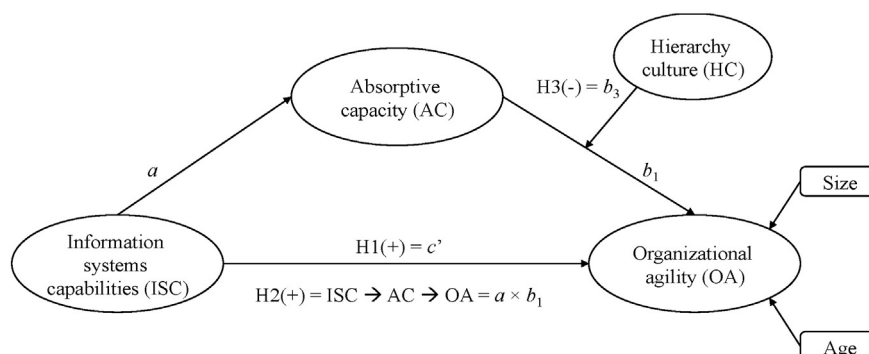 Hierarchy
culture (HC)
H3(-) = b₃
Absorptive
capacity (AC)
a
b₁
Size
Information
systems
capabilities (ISC)
H1(+) = c’
H2(+) = ISC → AC → OA = a × b₁
Organizational
agility (OA)
Age